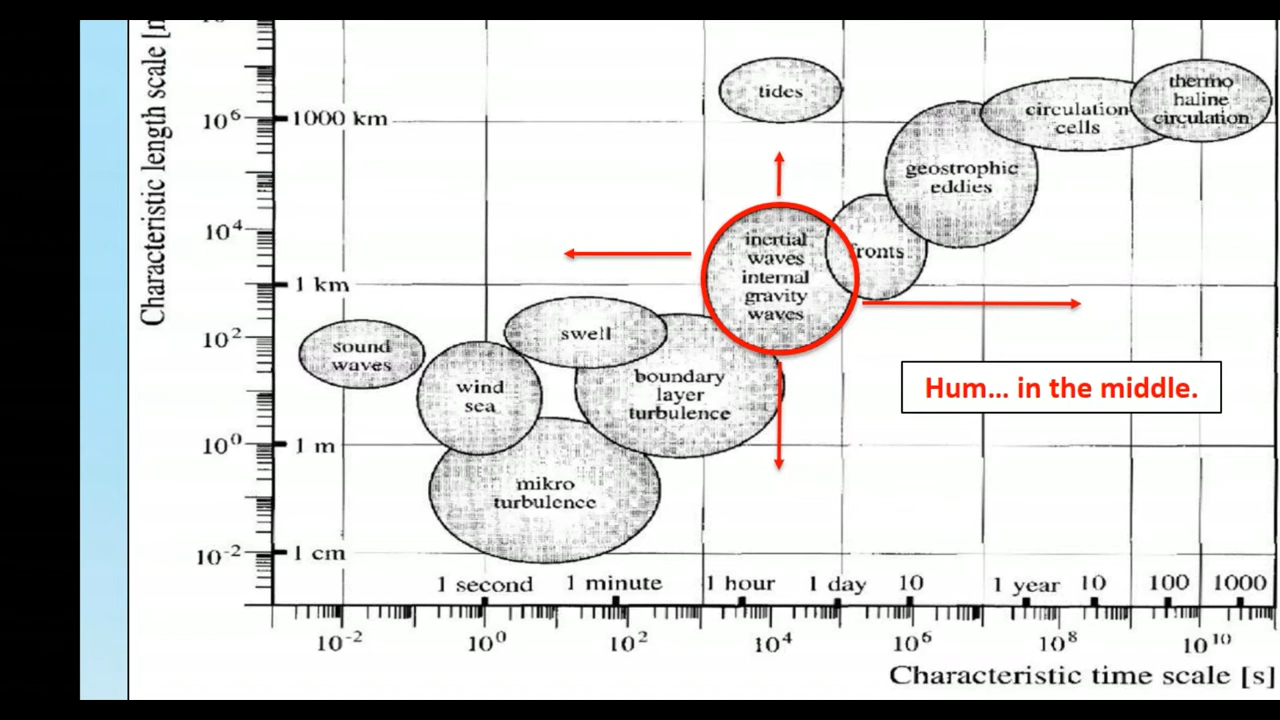 Characteristic length scale [m
10⁶
1000 km
10⁴
1 km
10²
10⁰
1 m
10⁻²
1 cm
tides
thermo
haline
circulation
circulation
cells
geostrophic
eddies
inertial
waves
internal
gravity
waves
fronts
sound
waves
swell
wind
sea
boundary
layer
turbulence
mikro
turbulence
Hum... in the middle.
1 second
1 minute
1 hour
1 day
10
1 year
10
100
1000
10⁻²
10⁰
10²
10⁴
10⁶
10⁸
10¹⁰
Characteristic time scale [s]